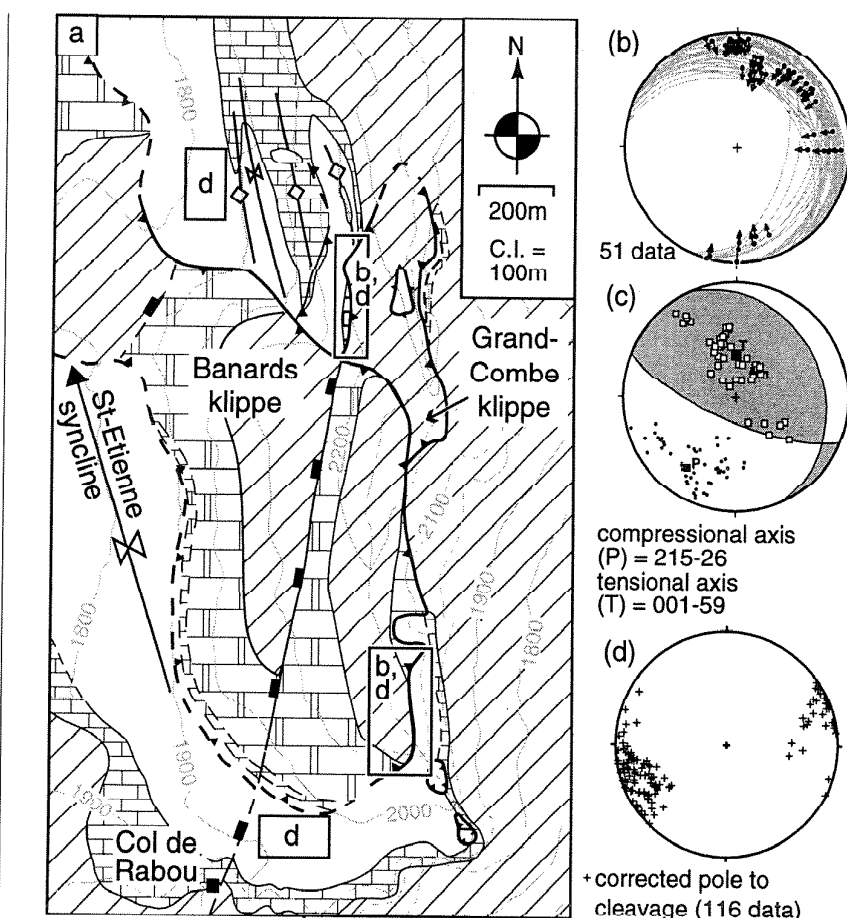 a
N
200m
C.I. =
100m
1800
d
b,
d
Banards
klippe
Grand-
Combe
klippe
St-Etienne
syncline
2200
2100
1900
1800
1800
b,
d
1900
1900
2000
d
Col de
Rabou
(b)
51 data
(c)
T
P
compressional axis
(P) = 215-26
tensional axis
(T) = 001-59
(d)
+corrected pole to
cleavage (116 data)